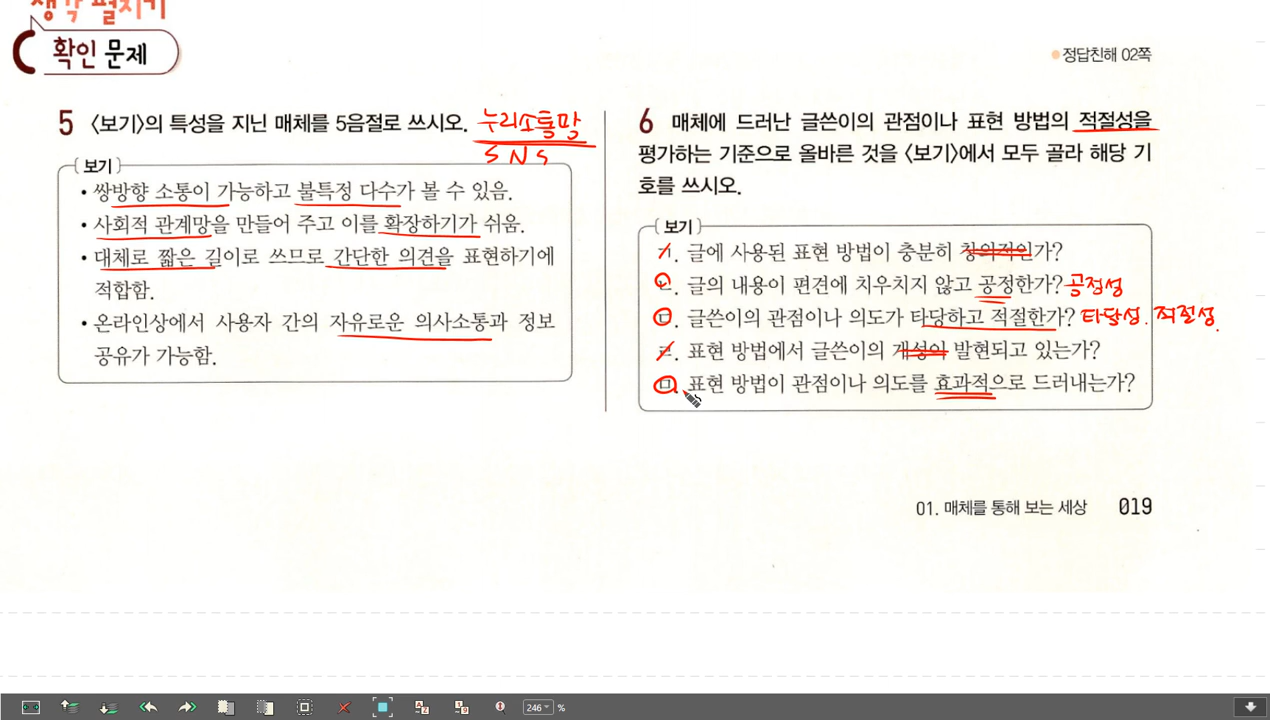 생각 펼치기
확인 문제
정답친해 02쪽
5 〈보기〉의 특성을 지닌 매체를 5음절로 쓰시오. 누리소통망
SNS
보기
• 쌍방향 소통이 가능하고 불특정 다수가 볼 수 있음.
• 사회적 관계망을 만들어 주고 이를 확장하기가 쉬움.
• 대체로 짧은 길이로 쓰므로 간단한 의견을 표현하기에
적합함.
• 온라인상에서 사용자 간의 자유로운 의사소통과 정보
공유가 가능함.
6 매체에 드러난 글쓴이의 관점이나 표현 방법의 적절성을
평가하는 기준으로 올바른 것을 〈보기〉에서 모두 골라 해당 기
호를 쓰시오.
보기
ㄱ. 글에 사용된 표현 방법이 충분히 창의적인가?
ㄴ. 글의 내용이 편견에 치우치지 않고 공정한가? 공정성
ㄷ. 글쓴이의 관점이나 의도가 타당하고 적절한가? 타당성. 적절성.
ㄹ. 표현 방법에서 글쓴이의 개성이 발현되고 있는가?
ㅁ. 표현 방법이 관점이나 의도를 효과적으로 드러내는가?
01. 매체를 통해 보는 세상 019
246 %